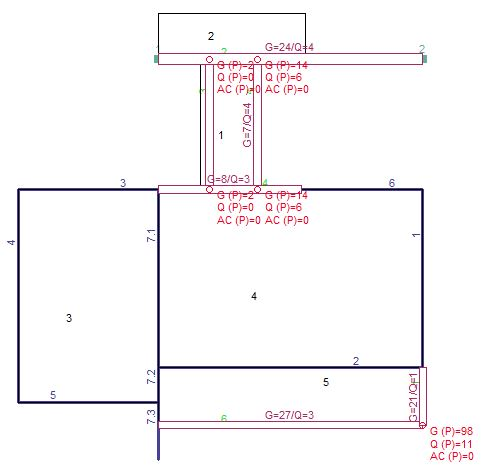 2
G=24/Q=4
2
2
G (P)=2
Q (P)=0
AC (P)=0
G (P)=14
Q (P)=6
AC (P)=0
3
1
G=7/Q=4
G=8/Q=3
4
3
6
G (P)=2
Q (P)=0
AC (P)=0
G (P)=14
Q (P)=6
AC (P)=0
4
7.1
1
4
3
2
7.2
5
5
G=21/Q=1
7.3
6
G=27/Q=3
G (P)=98
Q (P)=11
AC (P)=0